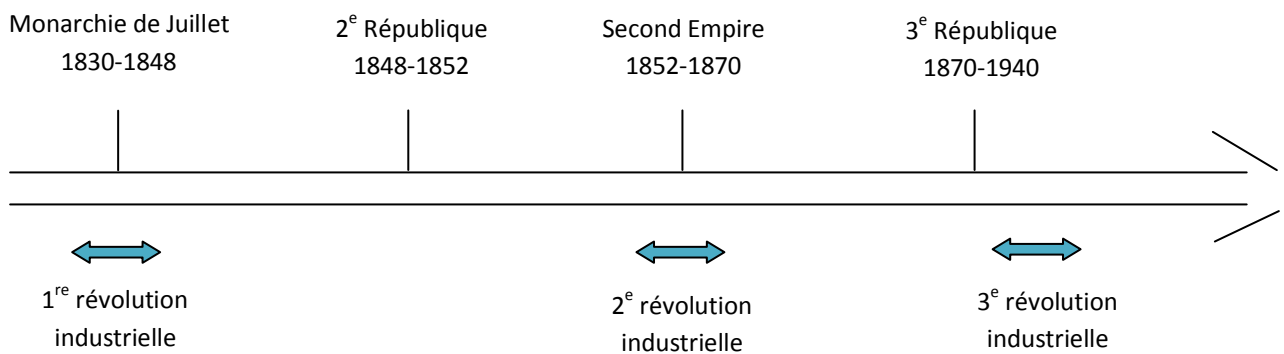 Monarchie de Juillet
1830-1848
2e République
1848-1852
Second Empire
1852-1870
3e République
1870-1940
1re révolution
industrielle
2e révolution
industrielle
3e révolution
industrielle